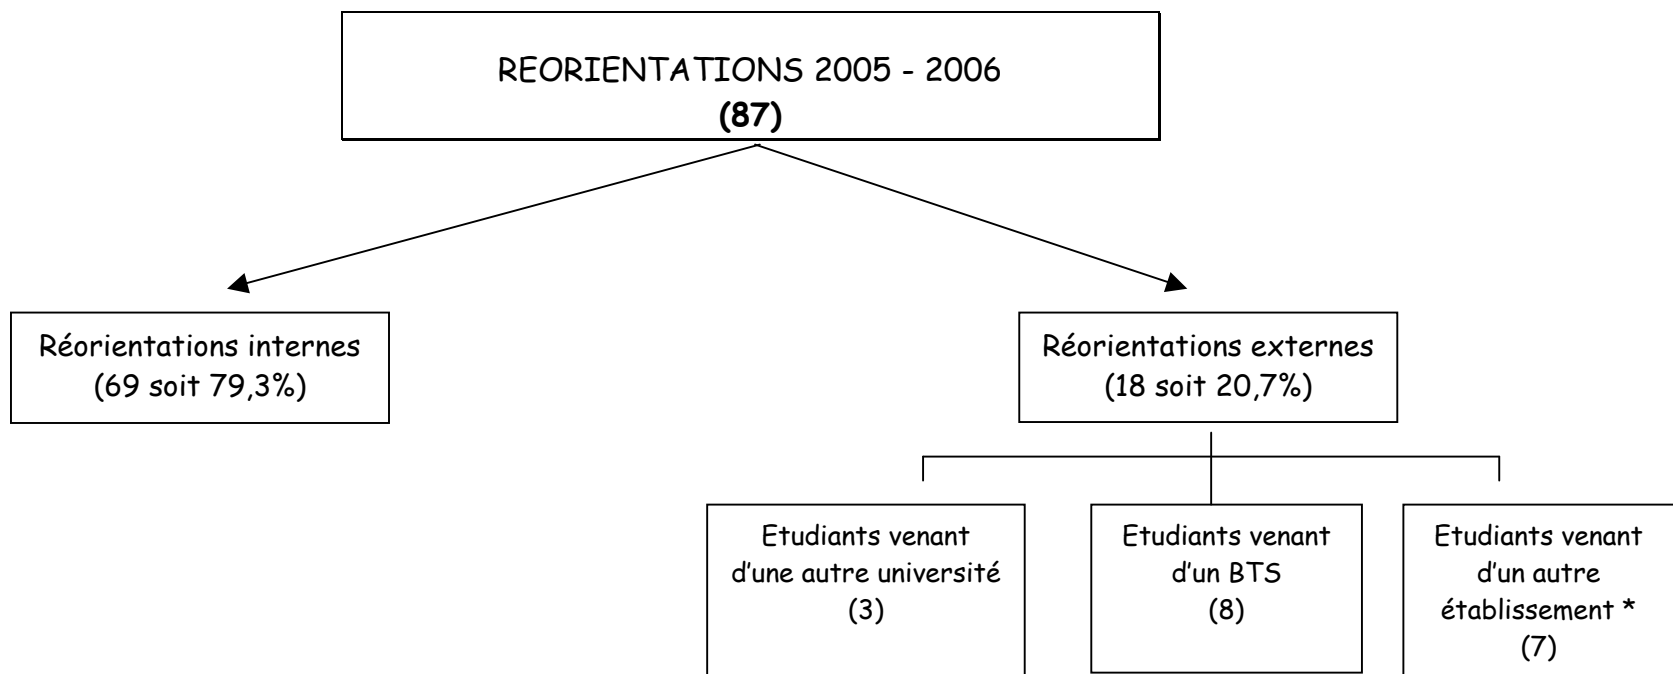 REORIENTATIONS 2005 - 2006
(87)
Réorientations internes
(69 soit 79,3%)
Réorientations externes
(18 soit 20,7%)
Etudiants venant
d'une autre université
(3)
Etudiants venant
d'un BTS
(8)
Etudiants venant
d'un autre
établissement *
(7)